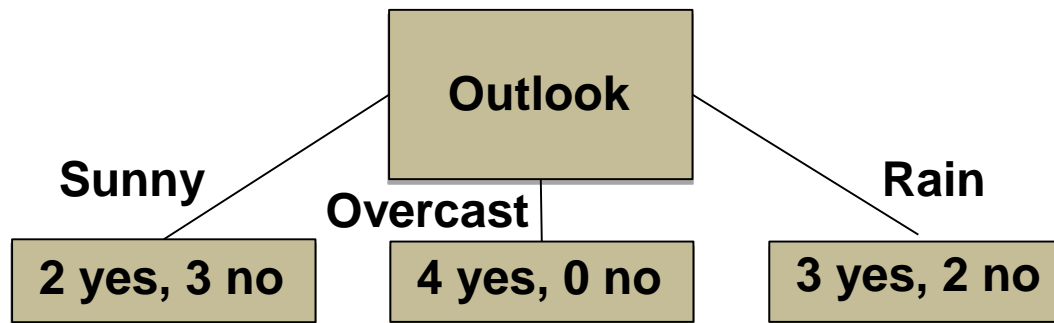 Outlook
Sunny
Overcast
Rain
2 yes, 3 no
4 yes, 0 no
3 yes, 2 no